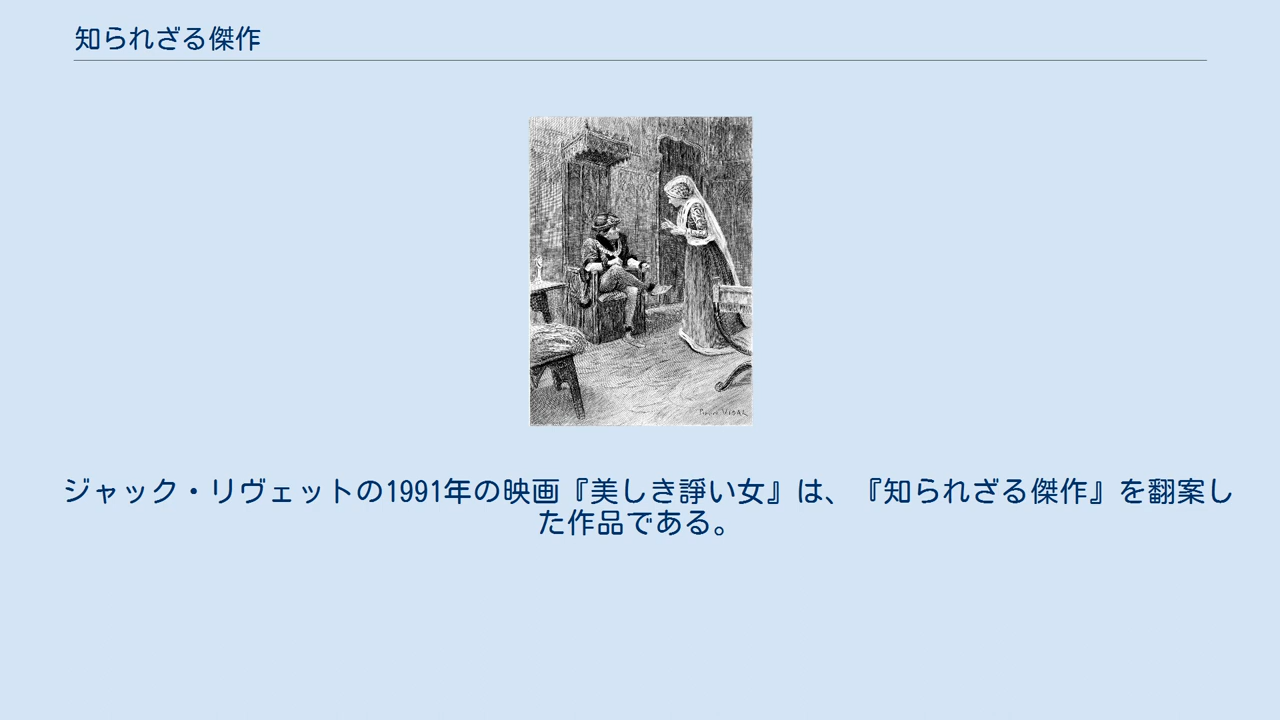 知られざる傑作
ジャック・リヴェットの1991年の映画『美しき諍い女』は、『知られざる傑作』を翻案し
た作品である。